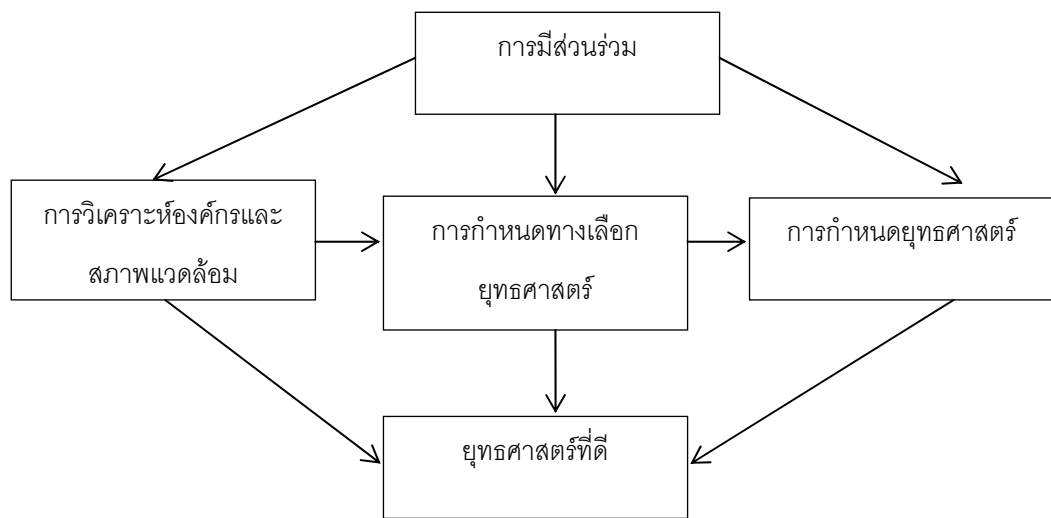 การมีส่วนร่วม
การวิเคราะห์องค์กรและ
สภาพแวดล้อม
การกำหนดทางเลือก
ยุทธศาสตร์
การกำหนดยุทธศาสตร์
ยุทธศาสตร์ที่ดี